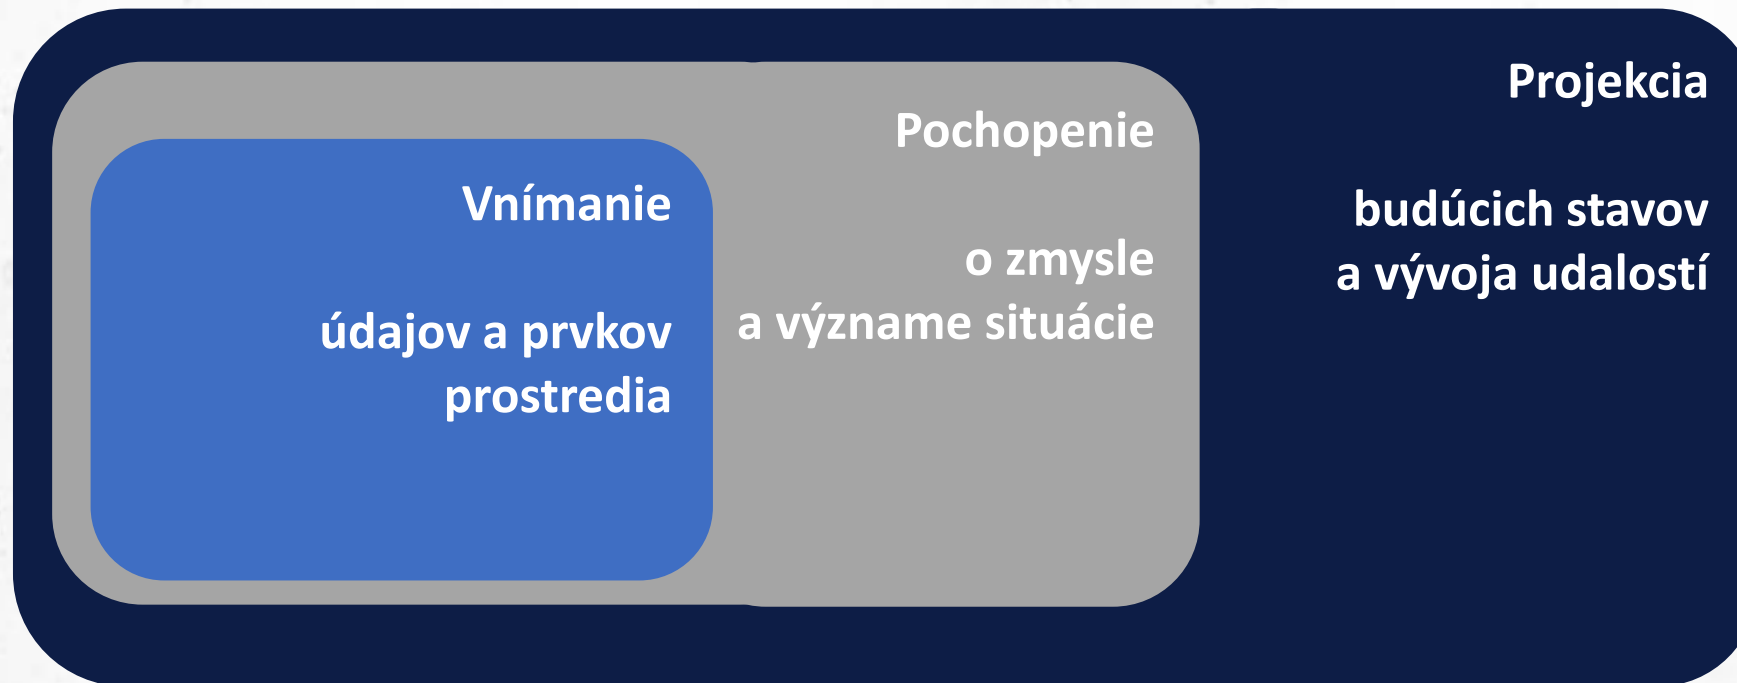 Vnímanie
údajov a prvkov
prostredia
Pochopenie
o zmysle
a význame situácie
Projekcia
budúcich stavov
a vývoja udalostí